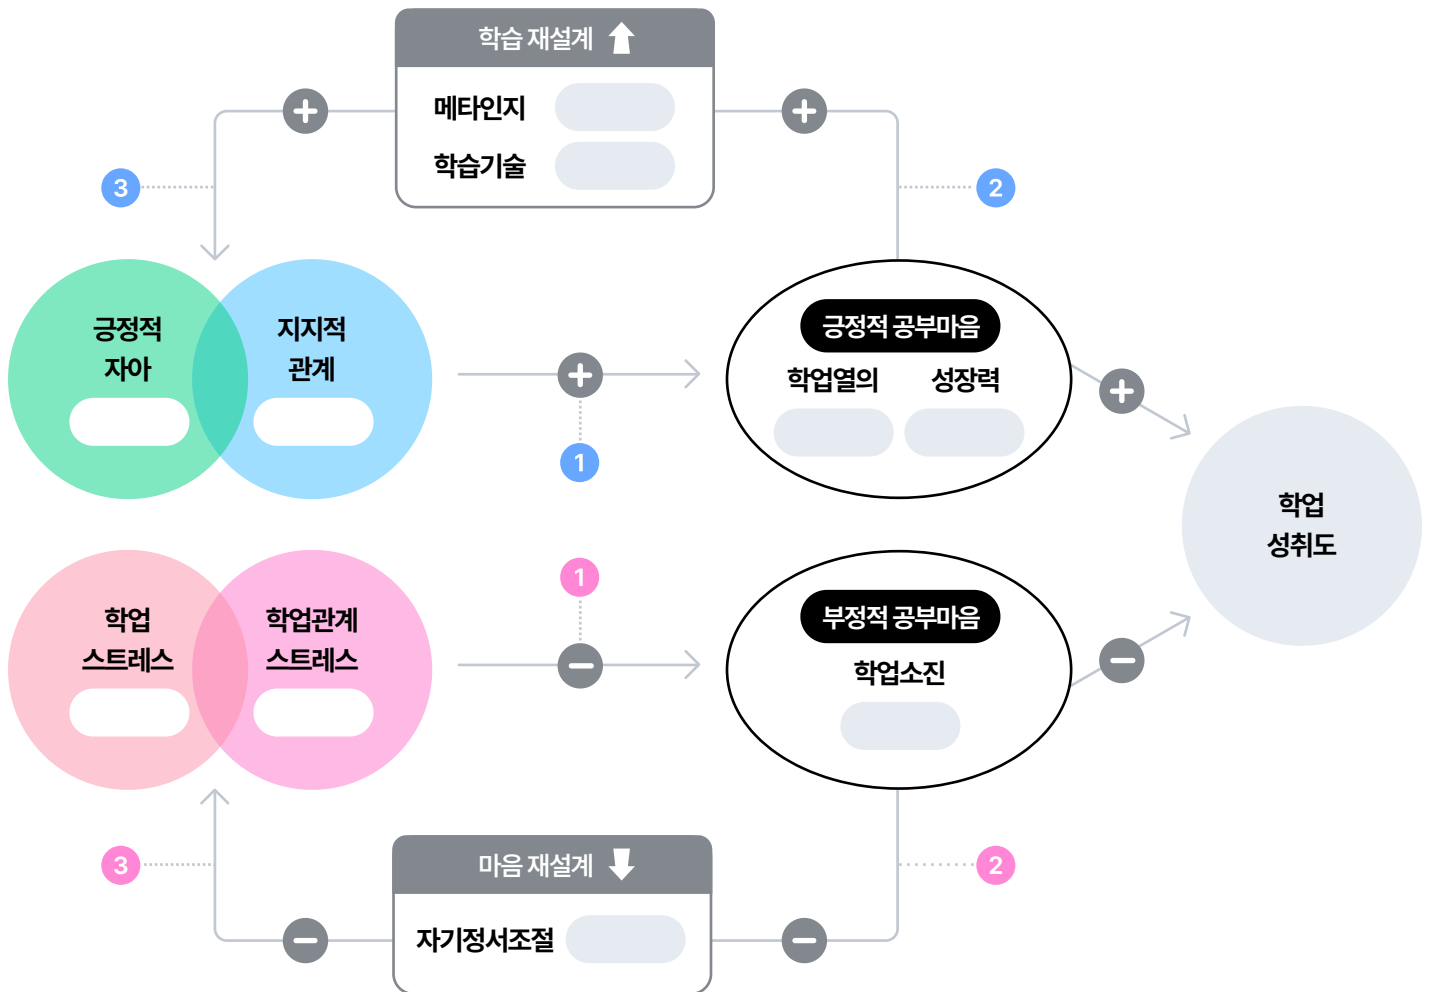 학습 재설계
메타인지
학습기술
3
2
긍정적
자아
지지적
관계
1
긍정적 공부마음
학업열의
성장력
학업
성취도
학업
스트레스
학업관계
스트레스
1
부정적 공부마음
학업소진
3
2
마음 재설계
자기정서조절